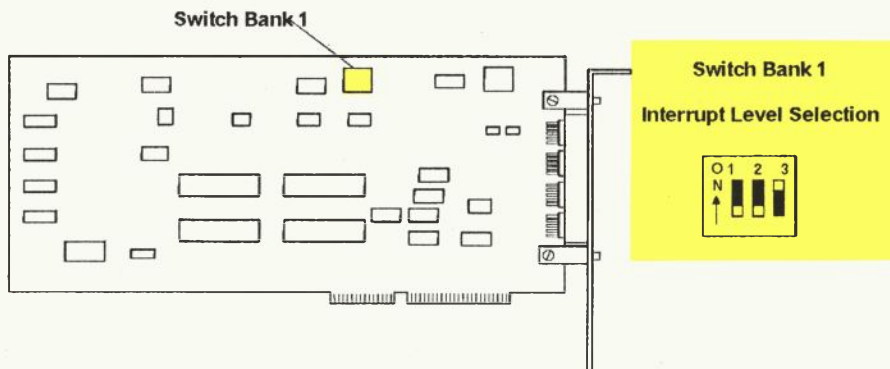 Switch Bank 1
Switch Bank 1
Interrupt Level Selection
O 1 2 3
N